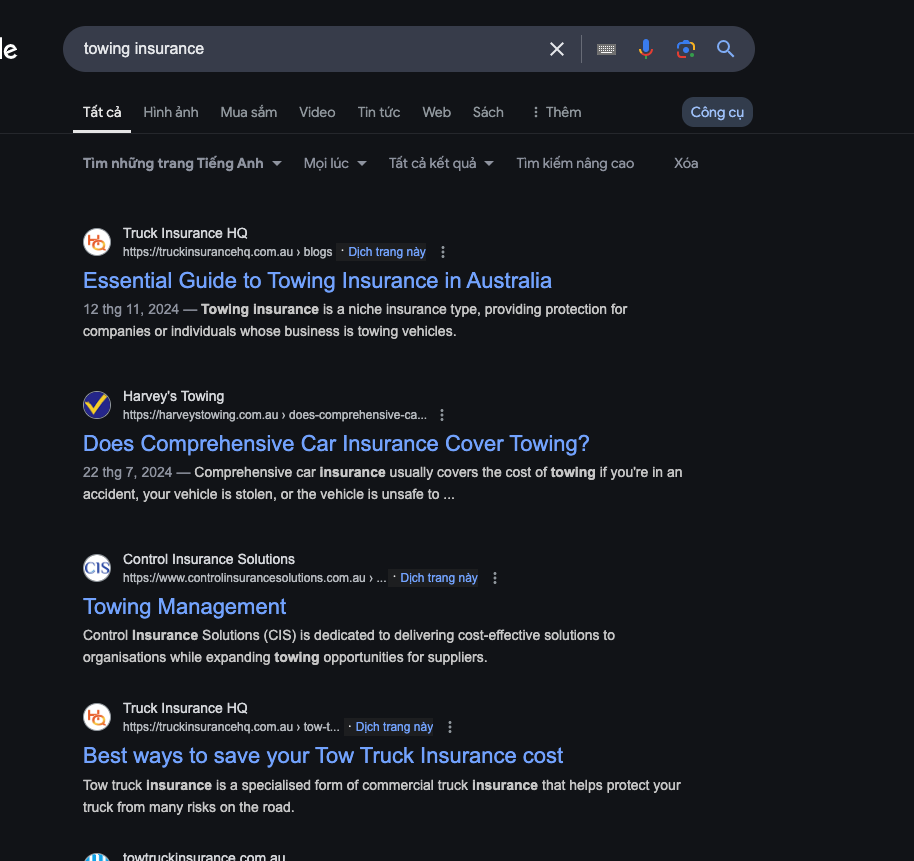 le
towing insurance
Tất cả Hình ảnh Mua sắm Video Tin tức Web Sách Thêm Công cụ
Tìm những trang Tiếng Anh Mọi lúc Tất cả kết quả Tìm kiếm nâng cao Xóa
Truck Insurance HQ
https://truckinsurancehq.com.au › blogs · Dịch trang này
Essential Guide to Towing Insurance in Australia
12 thg 11, 2024 — Towing Insurance is a niche insurance type, providing protection for
companies or individuals whose business is towing vehicles.
Harvey's Towing
https://harveystowing.com.au › does-comprehensive-ca...
Does Comprehensive Car Insurance Cover Towing?
22 thg 7, 2024 — Comprehensive car insurance usually covers the cost of towing if you're in an
accident, your vehicle is stolen, or the vehicle is unsafe to ...
CIS
Control Insurance Solutions
https://www.controlinsurancesolutions.com.au › ... · Dịch trang này
Towing Management
Control Insurance Solutions (CIS) is dedicated to delivering cost-effective solutions to
organisations while expanding towing opportunities for suppliers.
Truck Insurance HQ
https://truckinsurancehq.com.au › tow-t... · Dịch trang này
Best ways to save your Tow Truck Insurance cost
Tow truck insurance is a specialised form of commercial truck insurance that helps protect your
truck from many risks on the road.
towtruckinsurance.com.au